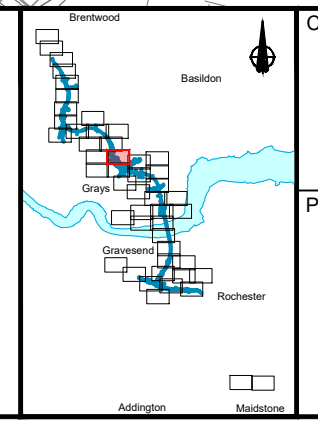 Brentwood
C
Basildon
Grays
P
Gravesend
Rochester
Addington
Maidstone